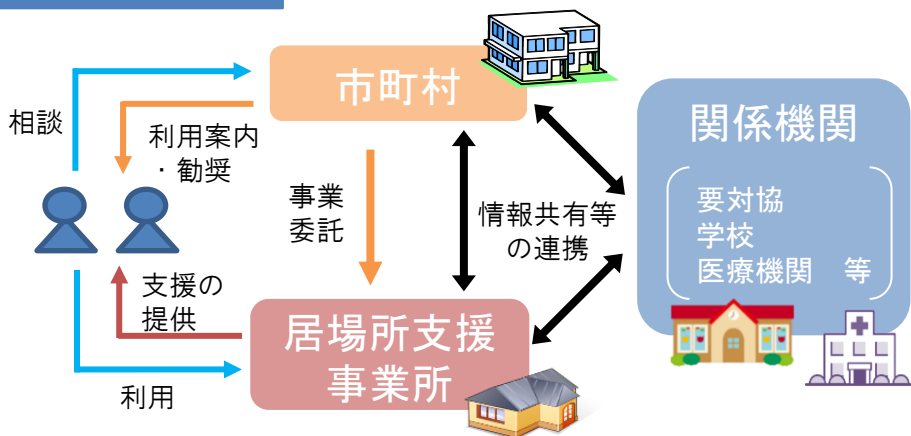 市町村
相談
利用案内
・勧奨
関係機関
要対協
学校
医療機関　等
事業
委託
情報共有等
の連携
支援の
提供
居場所支援
事業所
利用